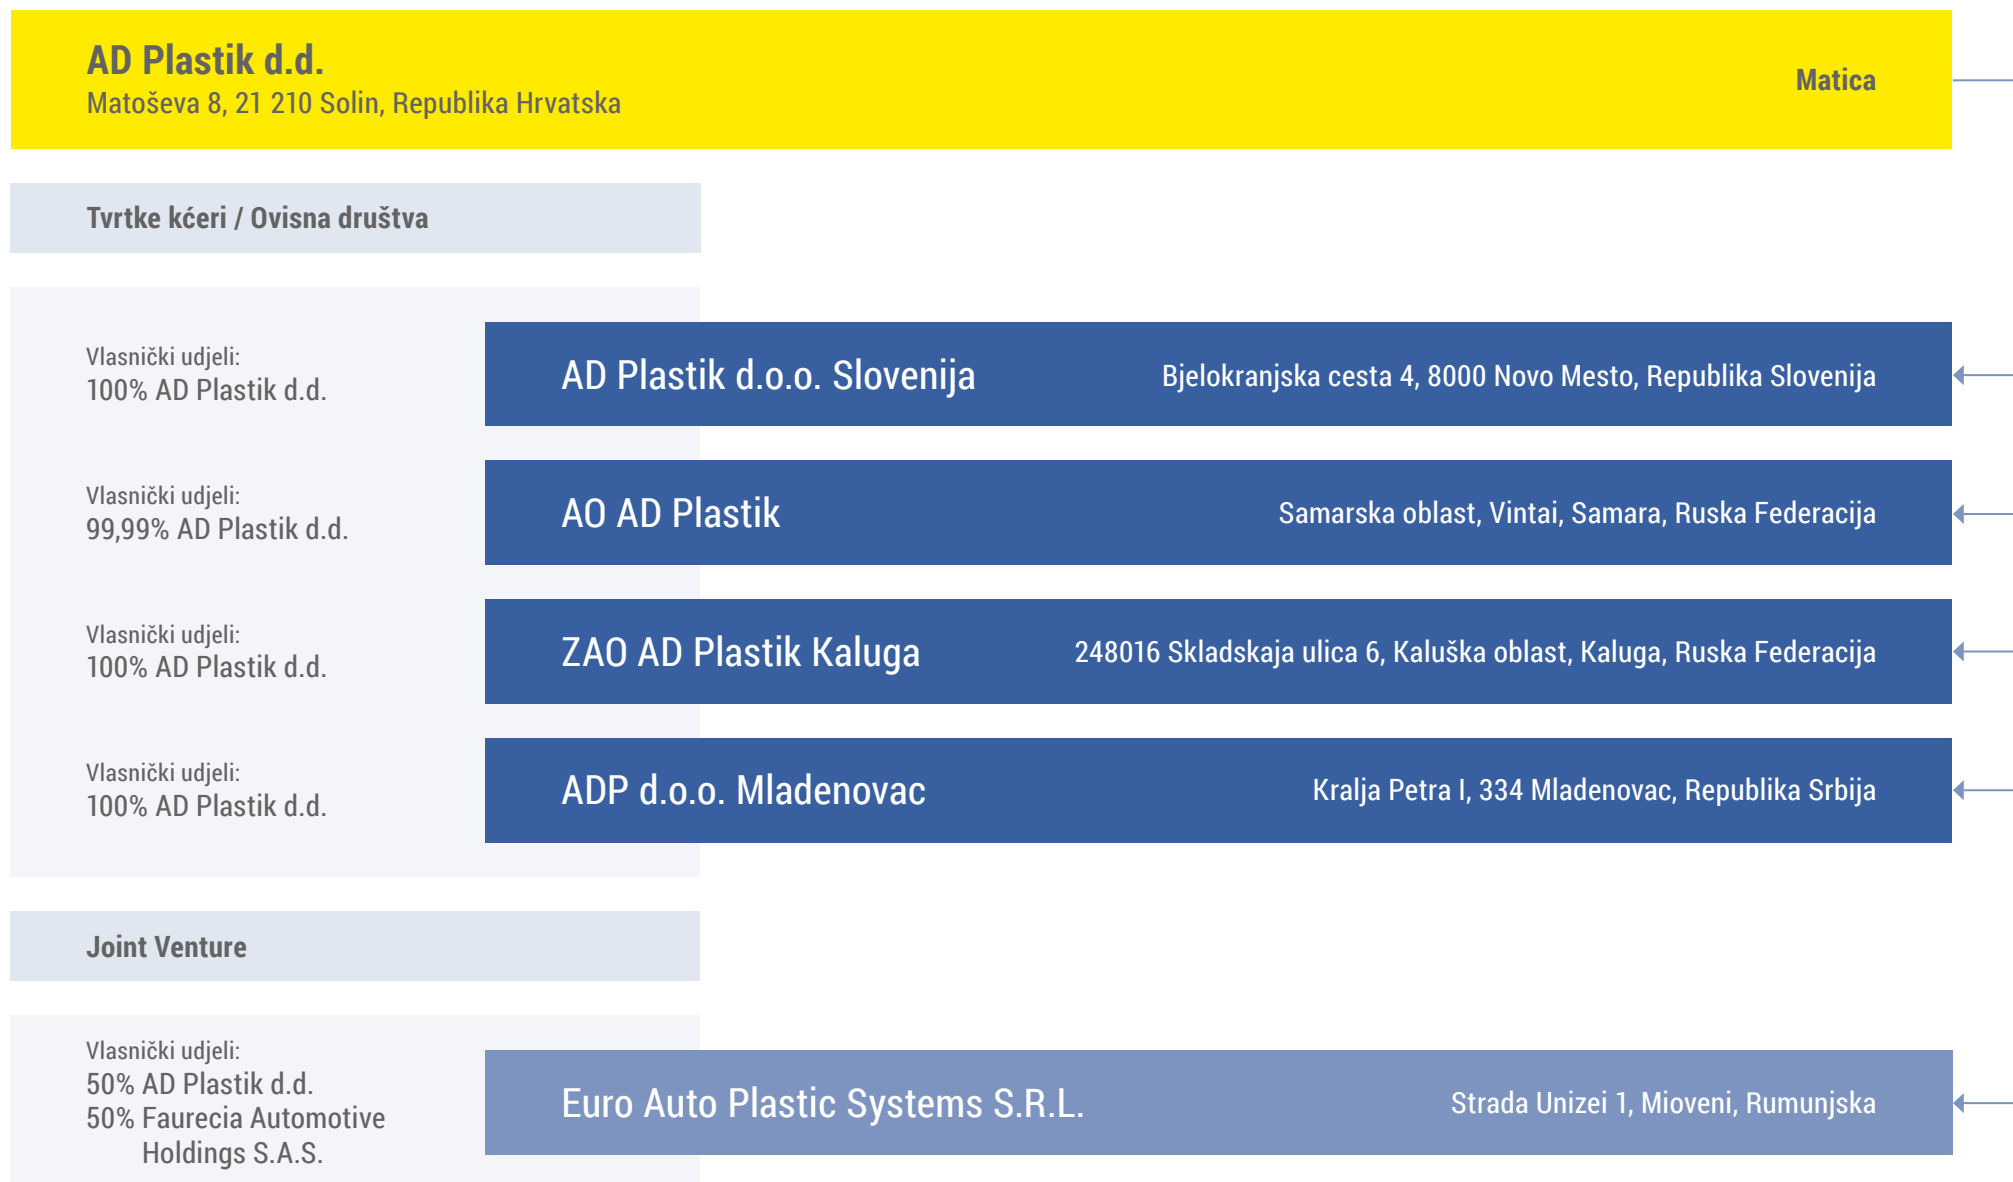 AD Plastik d.d.
Matoševa 8, 21 210 Solin, Republika Hrvatska
Matica
Tvrtke kćeri / Ovisna društva
Vlasnički udjeli:
100% AD Plastik d.d.
AD Plastik d.o.o. Slovenija
Bjelokranjska cesta 4, 8000 Novo Mesto, Republika Slovenija
Vlasnički udjeli:
99,99% AD Plastik d.d.
AO AD Plastik
Samarska oblast, Vintai, Samara, Ruska Federacija
Vlasnički udjeli:
100% AD Plastik d.d.
ZAO AD Plastik Kaluga
248016 Skladskaja ulica 6, Kaluška oblast, Kaluga, Ruska Federacija
Vlasnički udjeli:
100% AD Plastik d.d.
ADP d.o.o. Mladenovac
Kralja Petra I, 334 Mladenovac, Republika Srbija
Joint Venture
Vlasnički udjeli:
50% AD Plastik d.d.
50% Faurecia Automotive
Holdings S.A.S.
Euro Auto Plastic Systems S.R.L.
Strada Unizei 1, Mioveni, Rumunjska